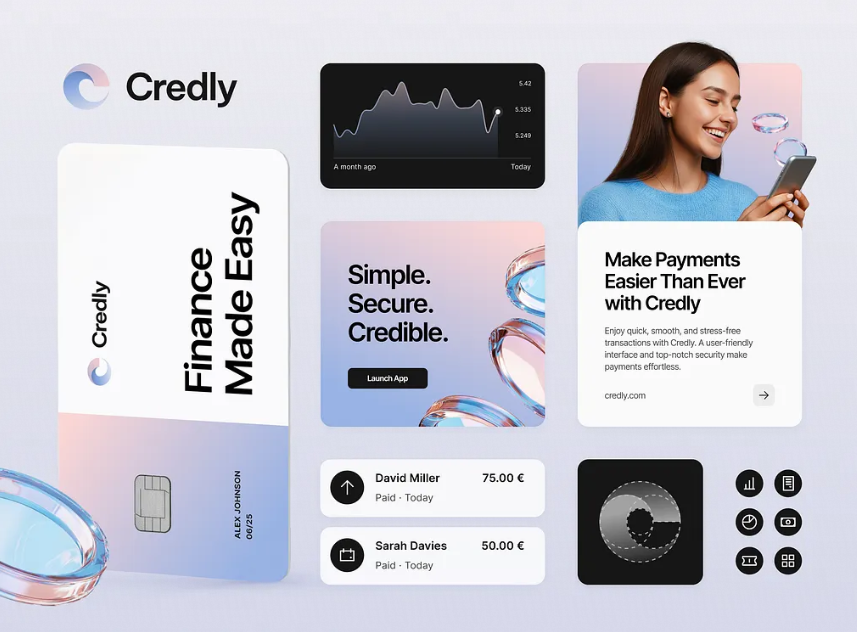 Credly
Finance
Made Easy
Credly
ALEX JOHNSON
06/25
5.42
5.335
5.249
A month ago
Today
Simple.
Secure.
Credible.
Launch App
David Miller
75.00 €
Paid · Today
Sarah Davies
50.00 €
Paid · Today
Make Payments
Easier Than Ever
with Credly
Enjoy quick, smooth, and stress-free
transactions with Credly. A user-friendly
interface and top-notch security make
payments effortless.
credly.com